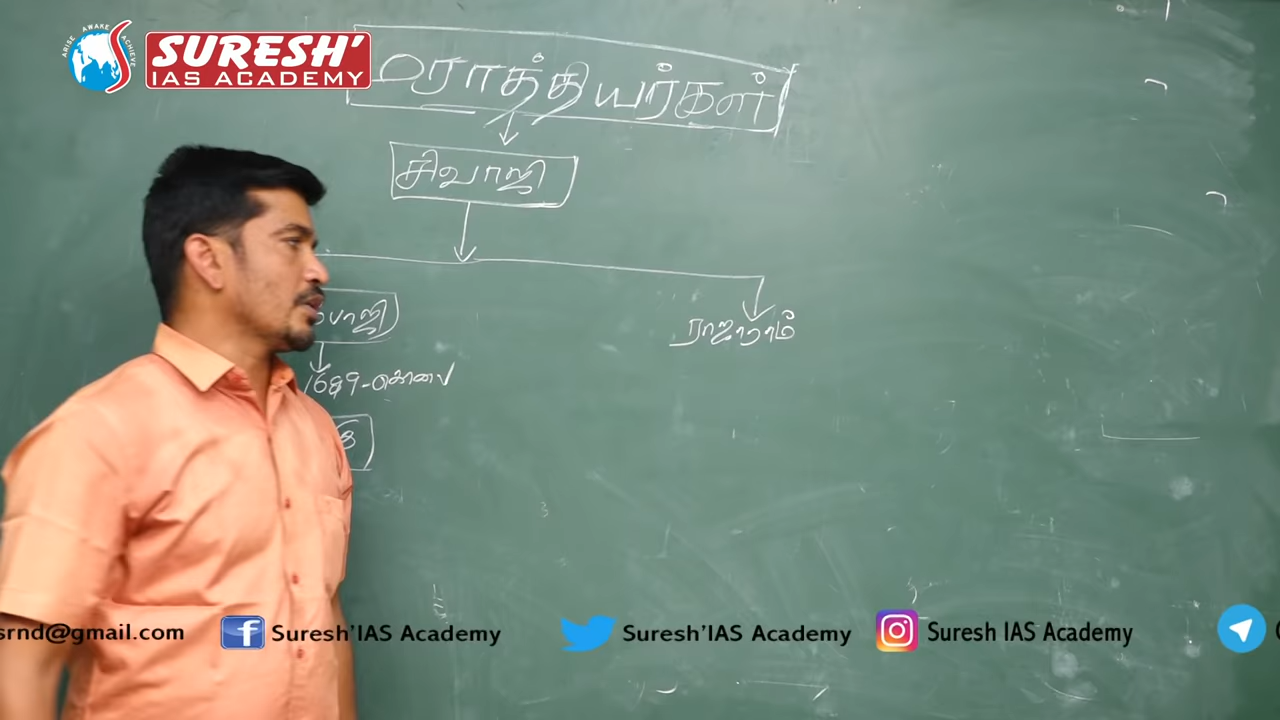 ARISE AWAKE ACHIEVE
SURESH'
IAS ACADEMY
மராத்தியர்கள்
சிவாஜி
ம்பாஜி
ராஜாராம்
1689-கொலை
srnd@gmail.com
Suresh'IAS Academy
Suresh'IAS Academy
Suresh IAS Academy